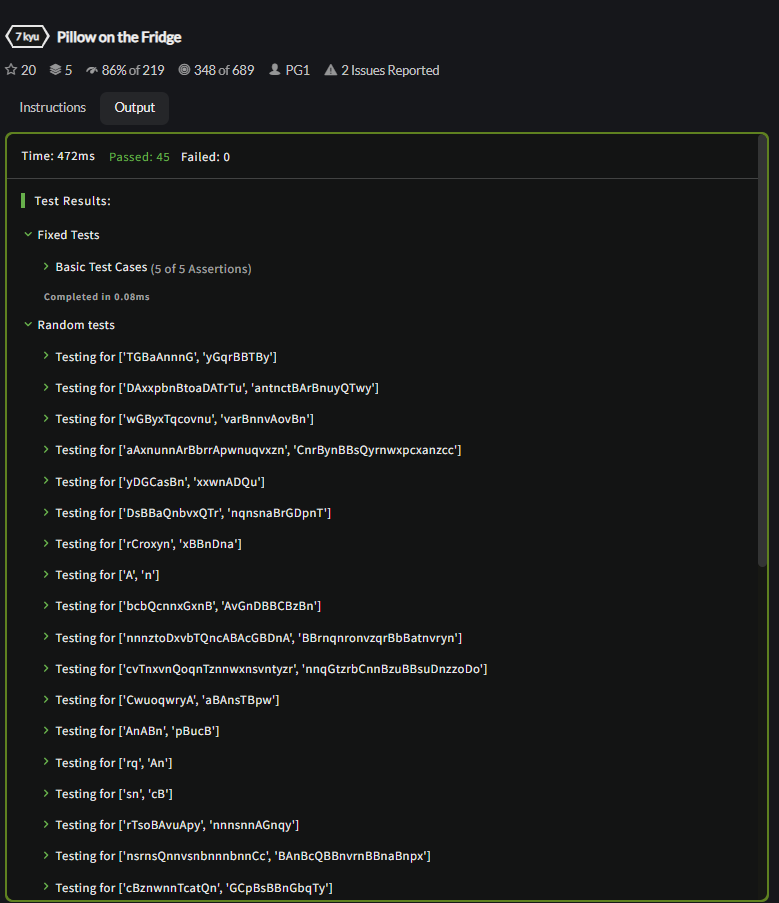 7 kyu Pillow on the Fridge
20 5 86% of 219 348 of 689 PG1 2 Issues Reported
Instructions Output
Time: 472ms Passed: 45 Failed: 0
Test Results:
Fixed Tests
Basic Test Cases (5 of 5 Assertions)
Completed in 0.08ms
Random tests
Testing for ['TGBaAnnnG', 'yGqrBBTBy']
Testing for ['DAxxpbnBtoaDATrTu', 'antnctBArBnuyQTwy']
Testing for ['wGByxTqcovnu', 'varBnnvAovBn']
Testing for ['aAxnunnArBbrrApwnuqvxzn', 'CnrBynBBsQyrnwxpcxanzcc']
Testing for ['yDGCasBn', 'xxwnADQu']
Testing for ['DsBBaQnbvxQTr', 'nqnsnaBrGDpnT']
Testing for ['rCroxyn', 'xBBnDna']
Testing for ['A', 'n']
Testing for ['bcbQcnnxGxnB', 'AvGnDBBCBzBn']
Testing for ['nnnztoDxvbTQncABAcGBDnA', 'BBrnqnronvzqrBbBatnvryn']
Testing for ['cvTnxvnQoqnTznnwxnsvntyzr', 'nnqGtzrbCnnBzuBBsuDnzzoDo']
Testing for ['CwuoqwryA', 'aBAnsTBpw']
Testing for ['AnABn', 'pBucB']
Testing for ['rq', 'An']
Testing for ['sn', 'cB']
Testing for ['rTsoBAvuApy', 'nnnsnnAGnqy']
Testing for ['nsrnsQnnvsnbnnnbnnCc', 'BAnBcQBBnvrnBBnaBnpx']
Testing for ['cBznwnnTcatQn', 'GCpBsBBnGbqTy']